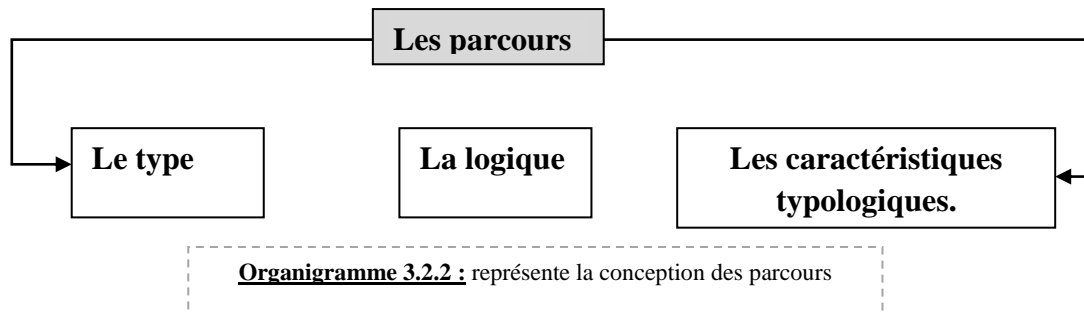 Les parcours
Le type
La logique
Les caractéristiques
typologiques.
Organigramme 3.2.2 : représente la conception des parcours